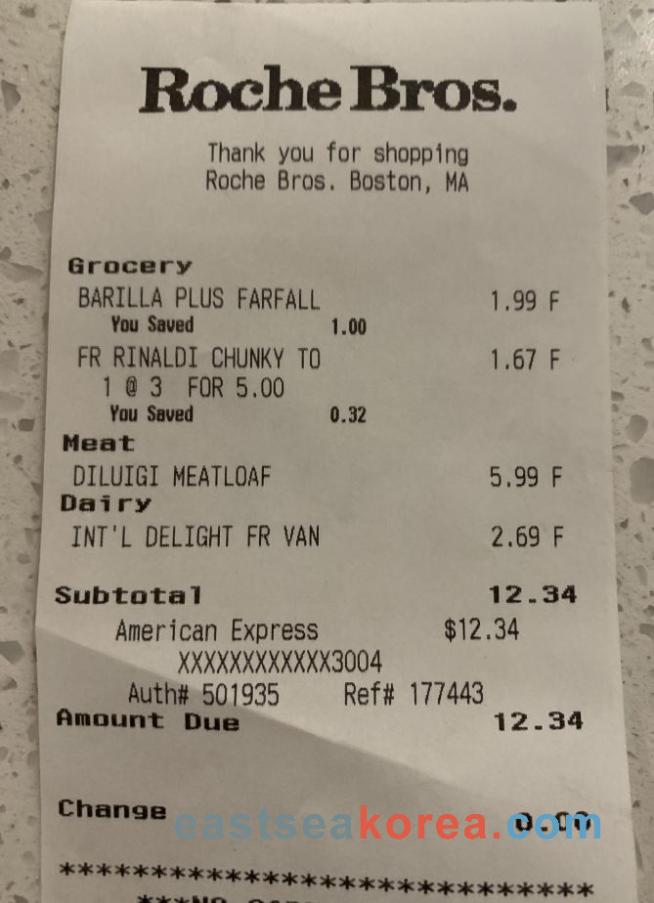 Roche Bros.
Thank you for shopping
Roche Bros. Boston, MA
Grocery
BARILLA PLUS FARFALL 1.99 F
You Saved 1.00
FR RINALDI CHUNKY TO 1.67 F
1 @ 3 FOR 5.00
You Saved 0.32
Meat
DILUIGI MEATLOAF 5.99 F
Dairy
INT'L DELIGHT FR VAN 2.69 F
Subtotal 12.34
American Express $12.34
XXXXXXXXXXXX3004
Auth# 501935 Ref# 177443
Amount Due 12.34
Change 0.00
eastseakorea.com
*****************************